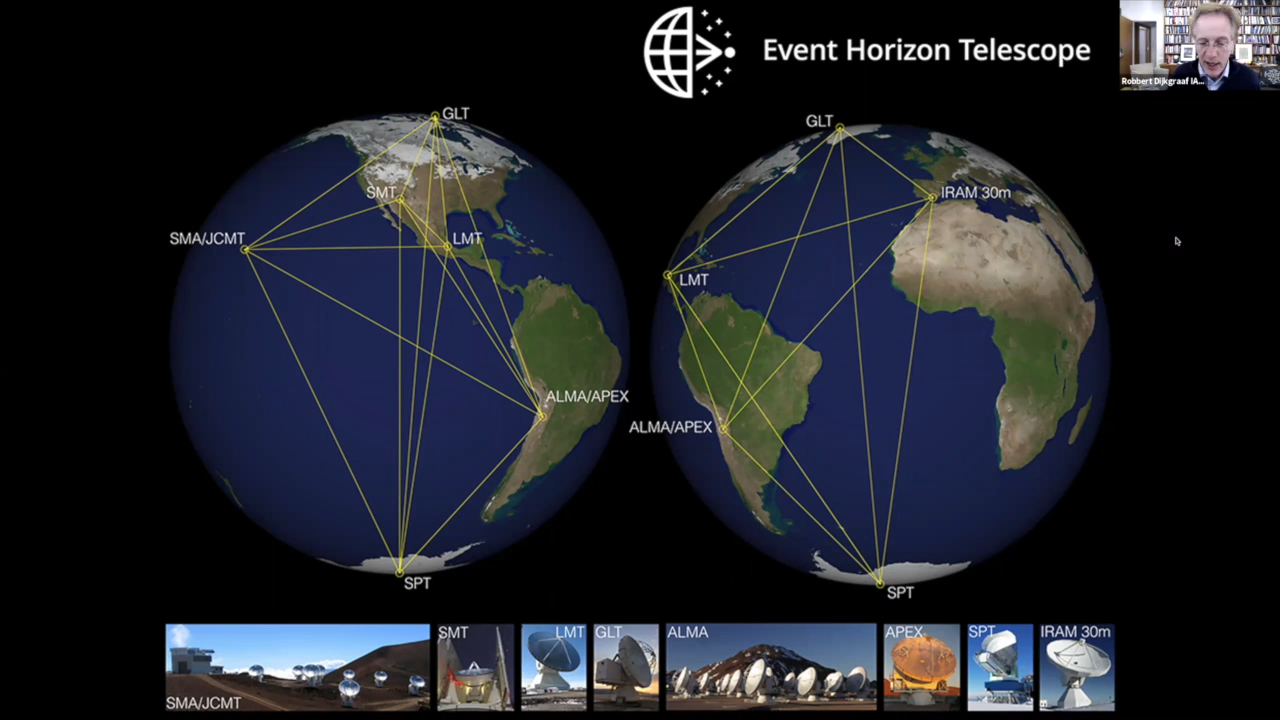 Event Horizon Telescope
Robbert Dijkgraaf IA...
GLT
SMT
SMA/JCMT
LMT
ALMA/APEX
SPT
GLT
IRAM 30m
LMT
ALMA/APEX
SPT
SMA/JCMT
SMT
LMT
GLT
ALMA
APEX
SPT
IRAM 30m